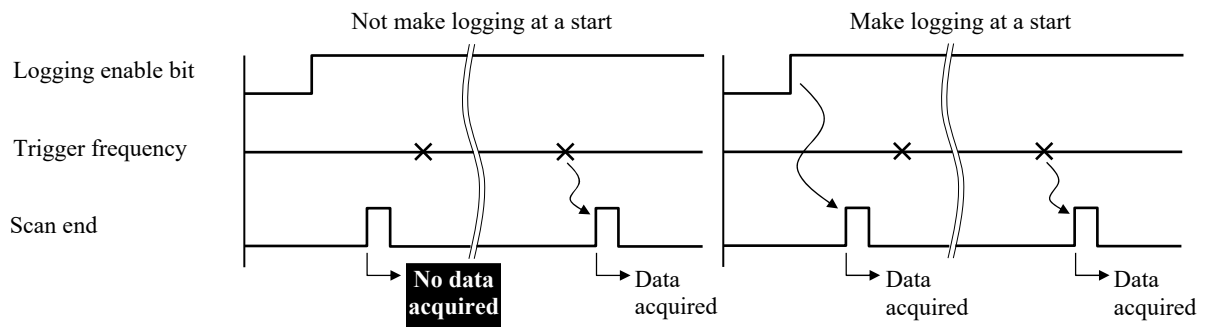 Not make logging at a start
Make logging at a start
Logging enable bit
Trigger frequency
Scan end
No data
acquired
Data
acquired
Data
acquired
Data
acquired